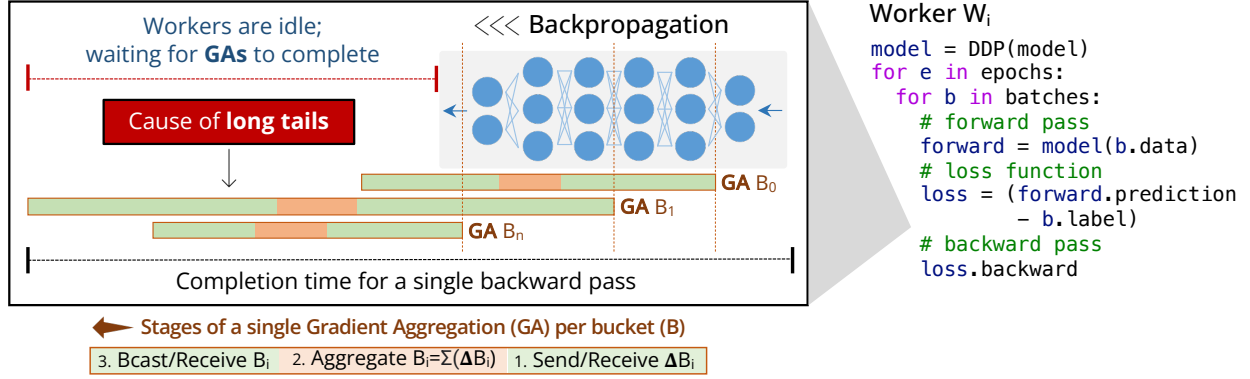 Workers are idle;
waiting for GAs to complete
<<< Backpropagation
Cause of long tails
GA B0
GA B1
GA Bn
Completion time for a single backward pass
Stages of a single Gradient Aggregation (GA) per bucket (B)
3. Bcast/Receive Bi
2. Aggregate Bi=Σ(ΔBi)
1. Send/Receive ΔBi
Worker Wi
model = DDP(model)
for e in epochs:
for b in batches:
# forward pass
forward = model(b.data)
# loss function
loss = (forward.prediction
– b.label)
# backward pass
loss.backward